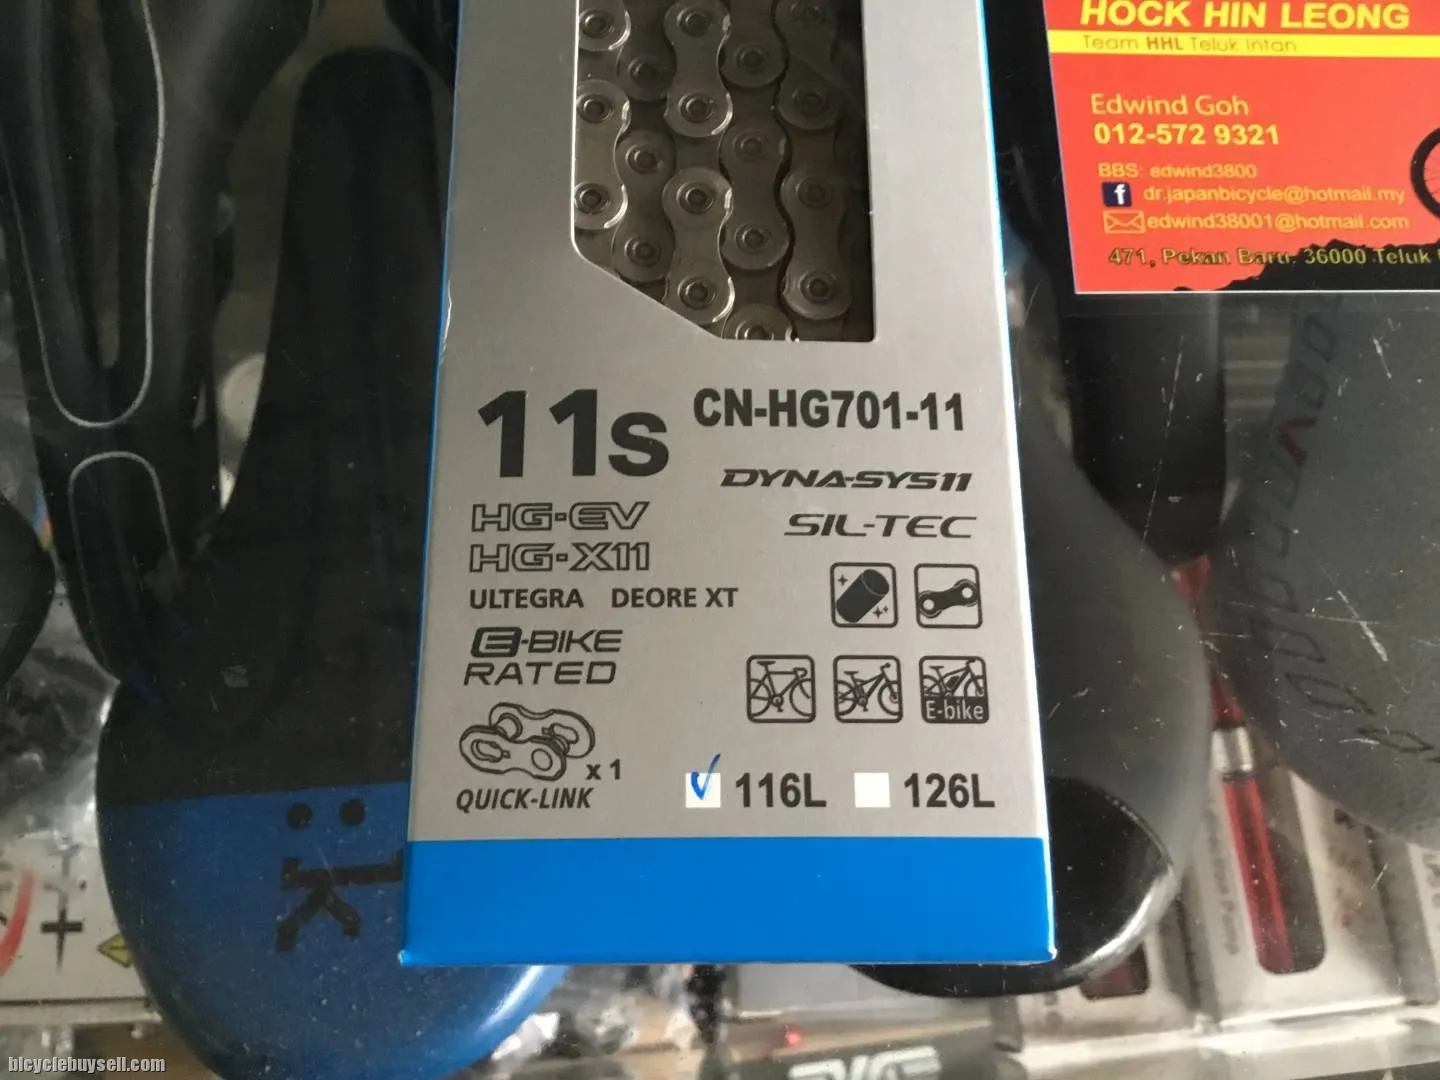 HOCK HIN LEONG
Team HHL Teluk Intan
Edwind Goh
012-572 9321
BBS: edwind3800
f dr.japanbicycle@hotmail.my
edwind38001@hotmail.com
471, Pekan Baru. 36000 Teluk
11s
CN-HG701-11
DYNA-SYS11
HG-EV
SIL-TEC
HG-X11
ULTEGRA DEORE XT
E-BIKE
RATED
E-bike
x 1
QUICK-LINK
116L
126L
bicyclebuysell.com